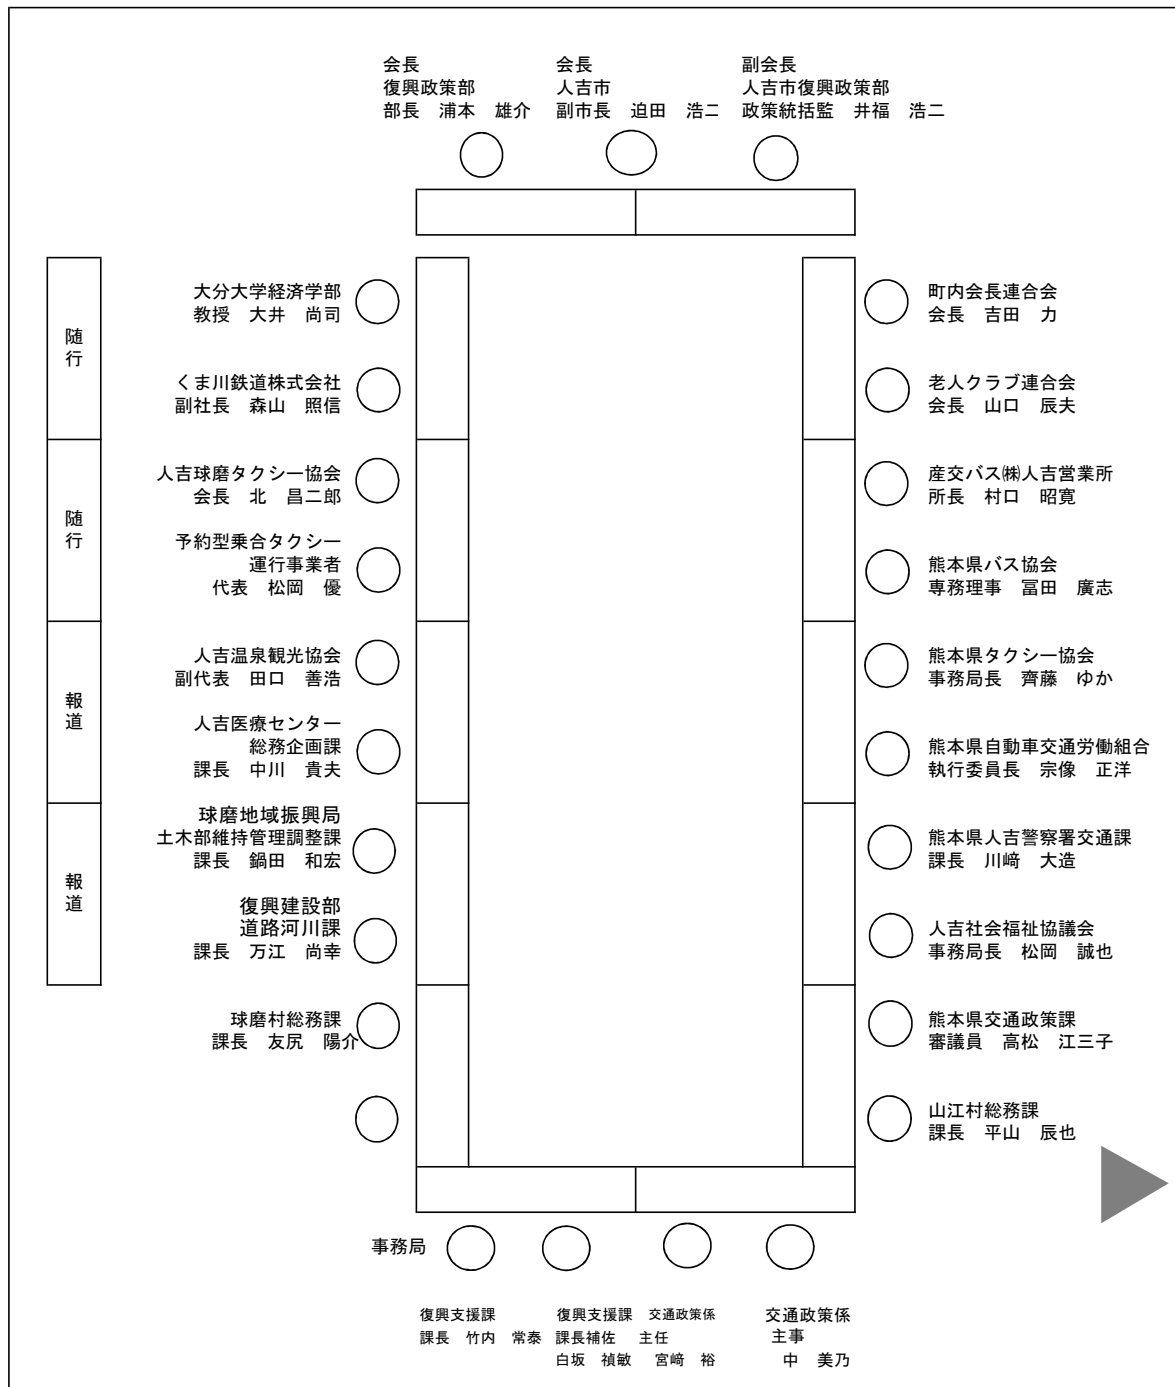 会長
復興政策部
部長　浦本　雄介
会長
人吉市
副市長　迫田　浩二
副会長
人吉市復興政策部
政策統括監　井福　浩二
随行
随行
報道
報道
大分大学経済学部
教授　大井　尚司
くま川鉄道株式会社
副社長　森山　照信
人吉球磨タクシー協会
会長　北　昌二郎
予約型乗合タクシー
運行事業者
代表　松岡　優
人吉温泉観光協会
副代表　田口　善浩
人吉医療センター
総務企画課
課長　中川　貴夫
球磨地域振興局
土木部維持管理調整課
課長　鍋田　和宏
復興建設部
道路河川課
課長　万江　尚幸
球磨村総務課
課長　友尻　陽介
町内会長連合会
会長　吉田　力
老人クラブ連合会
会長　山口　辰夫
産交バス㈱人吉営業所
所長　村口　昭寛
熊本県バス協会
専務理事　冨田　廣志
熊本県タクシー協会
事務局長　齊藤　ゆか
熊本県自動車交通労働組合
執行委員長　宗像　正洋
熊本県人吉警察署交通課
課長　川﨑　大造
人吉社会福祉協議会
事務局長　松岡　誠也
熊本県交通政策課
審議員　高松　江三子
山江村総務課
課長　平山　辰也
事務局
復興支援課
課長　竹内　常泰
復興支援課
課長補佐
白坂　禎敏
交通政策係
主任
宮﨑　裕
交通政策係
主事
中　美乃